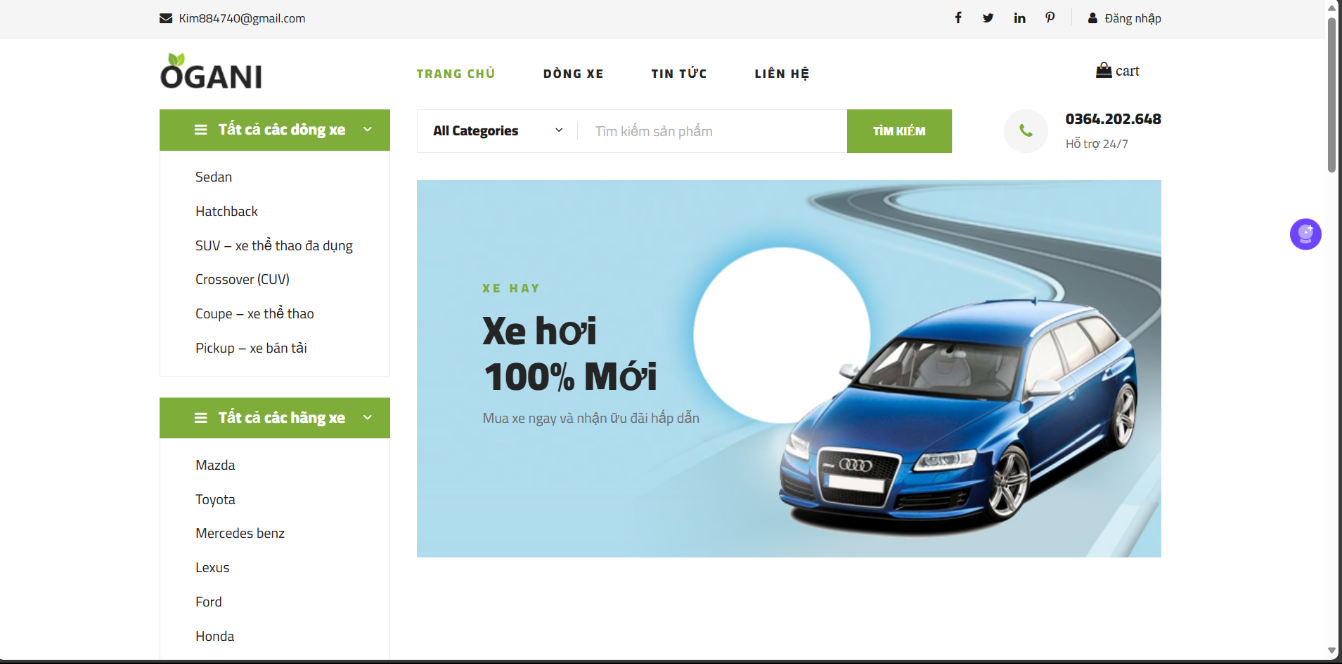 Kim884740@gmail.com
Đăng nhập
OGANI
TRANG CHỦ
DÒNG XE
TIN TỨC
LIÊN HỆ
cart
Tất cả các dòng xe
All Categories
Tìm kiếm sản phẩm
TÌM KIẾM
0364.202.648
Hỗ trợ 24/7
Sedan
Hatchback
SUV – xe thể thao đa dụng
Crossover (CUV)
Coupe – xe thể thao
Pickup – xe bán tải
XE HAY
Xe hơi
100% Mới
Mua xe ngay và nhận ưu đãi hấp dẫn
Tất cả các hãng xe
Mazda
Toyota
Mercedes benz
Lexus
Ford
Honda